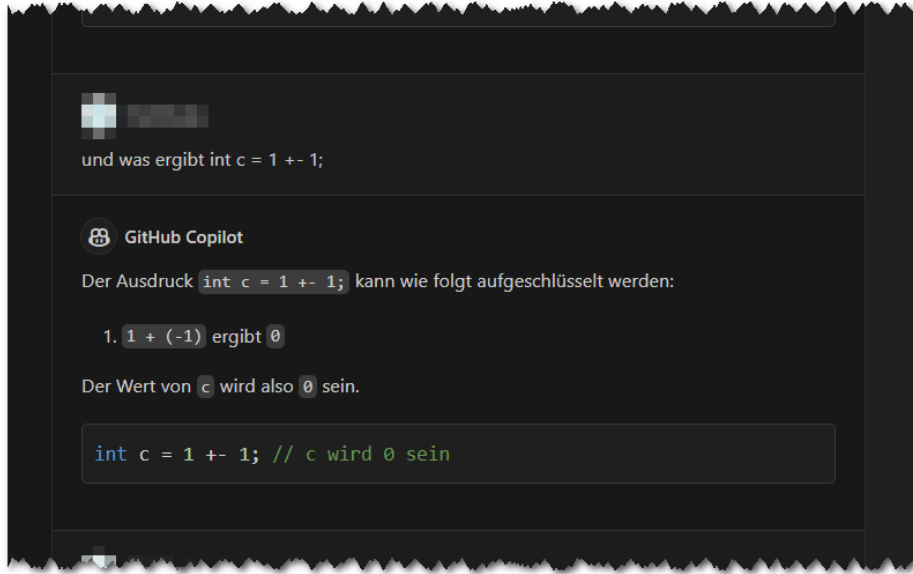 und was ergibt int c = 1 +- 1;
GitHub Copilot
Der Ausdruck int c = 1 +- 1; kann wie folgt aufgeschlüsselt werden:
1. 1 + (-1) ergibt 0
Der Wert von c wird also 0 sein.
int c = 1 +- 1; // c wird 0 sein